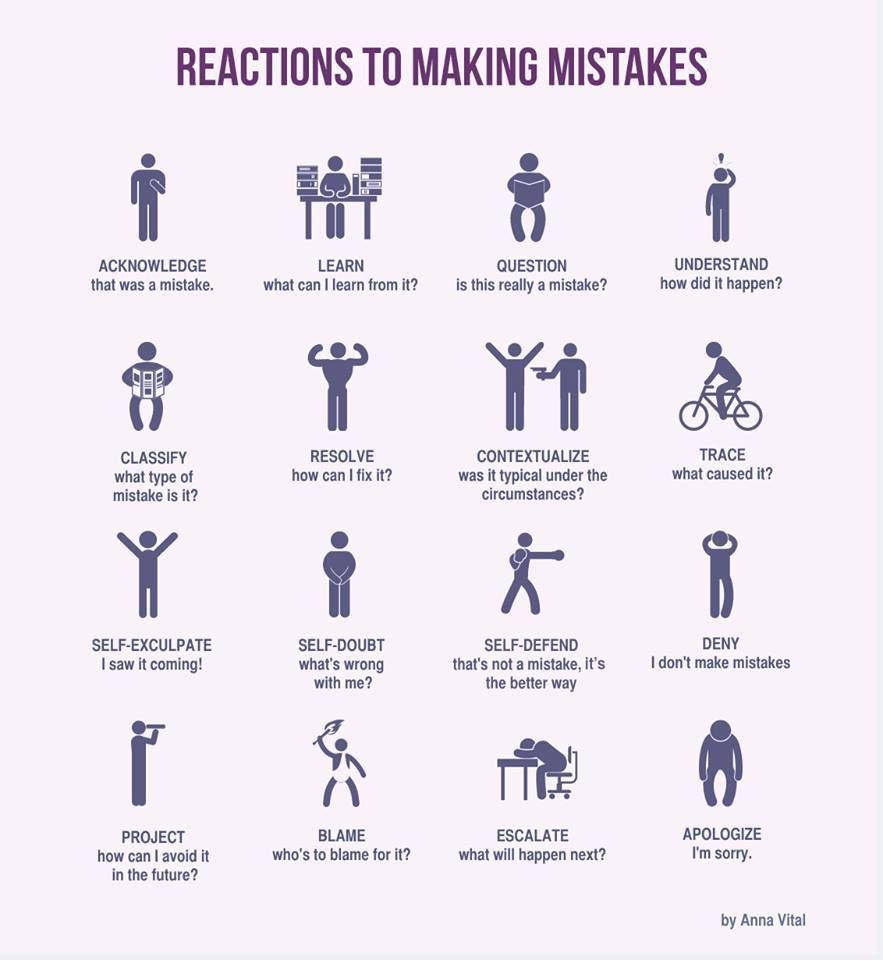 REACTIONS TO MAKING MISTAKES
ACKNOWLEDGE
that was a mistake.
LEARN
what can I learn from it?
QUESTION
is this really a mistake?
UNDERSTAND
how did it happen?
CLASSIFY
what type of
mistake is it?
RESOLVE
how can I fix it?
CONTEXTUALIZE
was it typical under the
circumstances?
TRACE
what caused it?
SELF-EXCULPATE
I saw it coming!
SELF-DOUBT
what's wrong
with me?
SELF-DEFEND
that's not a mistake, it’s
the better way
DENY
I don't make mistakes
PROJECT
how can I avoid it
in the future?
BLAME
who's to blame for it?
ESCALATE
what will happen next?
APOLOGIZE
I'm sorry.
by Anna Vital